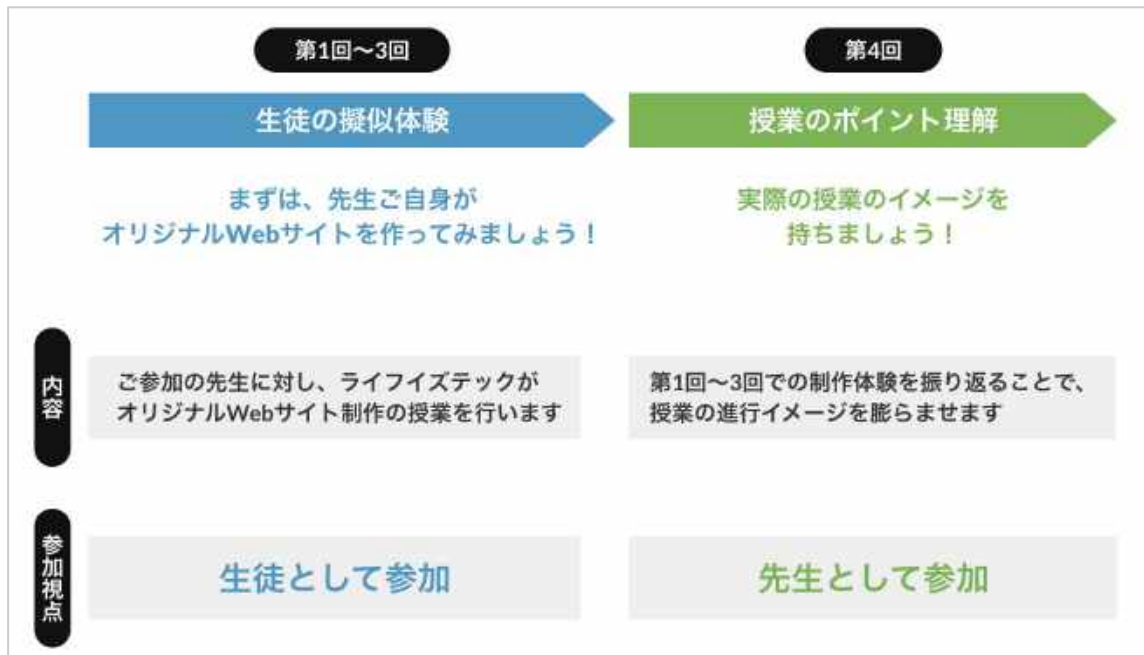 第1回〜3回
第4回
生徒の擬似体験
授業のポイント理解
まずは、先生ご自身が
オリジナルWebサイトを作ってみましょう！
実際の授業のイメージを
持ちましょう！
内容
ご参加の先生に対し、ライフイズテックが
オリジナルWebサイト制作の授業を行います
第1回〜3回での制作体験を振り返ることで、
授業の進行イメージを膨らませます
参加視点
生徒として参加
先生として参加